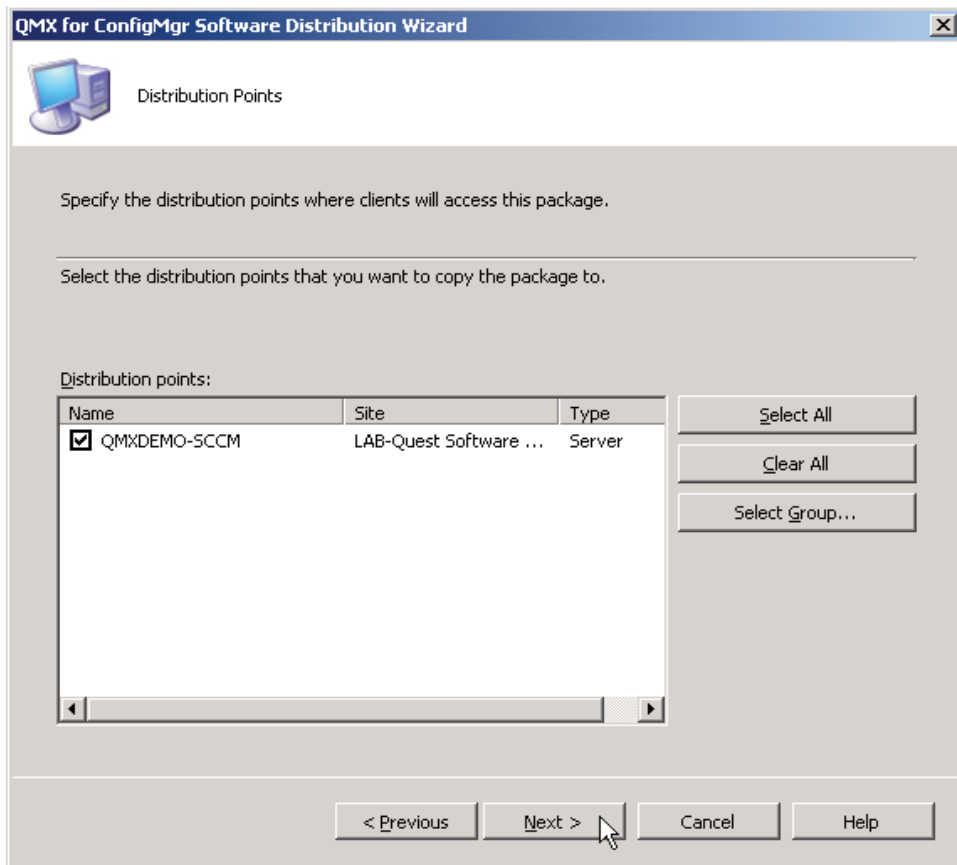 QMX for ConfigMgr Software Distribution Wizard
Distribution Points
Specify the distribution points where clients will access this package.
Select the distribution points that you want to copy the package to.
Distribution points:
Name Site Type
QMXDEMO-SCCM LAB-Quest Software ... Server
Select All
Clear All
Select Group...
< Previous Next > Cancel Help